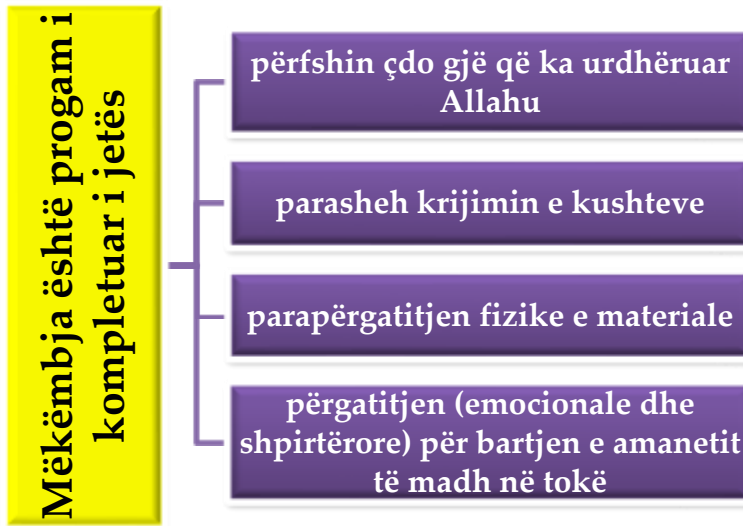 Mëkëmbja është progam i
kompletuar i jetës
përfshin çdo gjë që ka urdhëruar
Allahu
parasheh krijimin e kushteve
parapërgatitjen fizike e materiale
përgatitjen (emocionale dhe
shpirtërore) për bartjen e amanetit
të madh në tokë